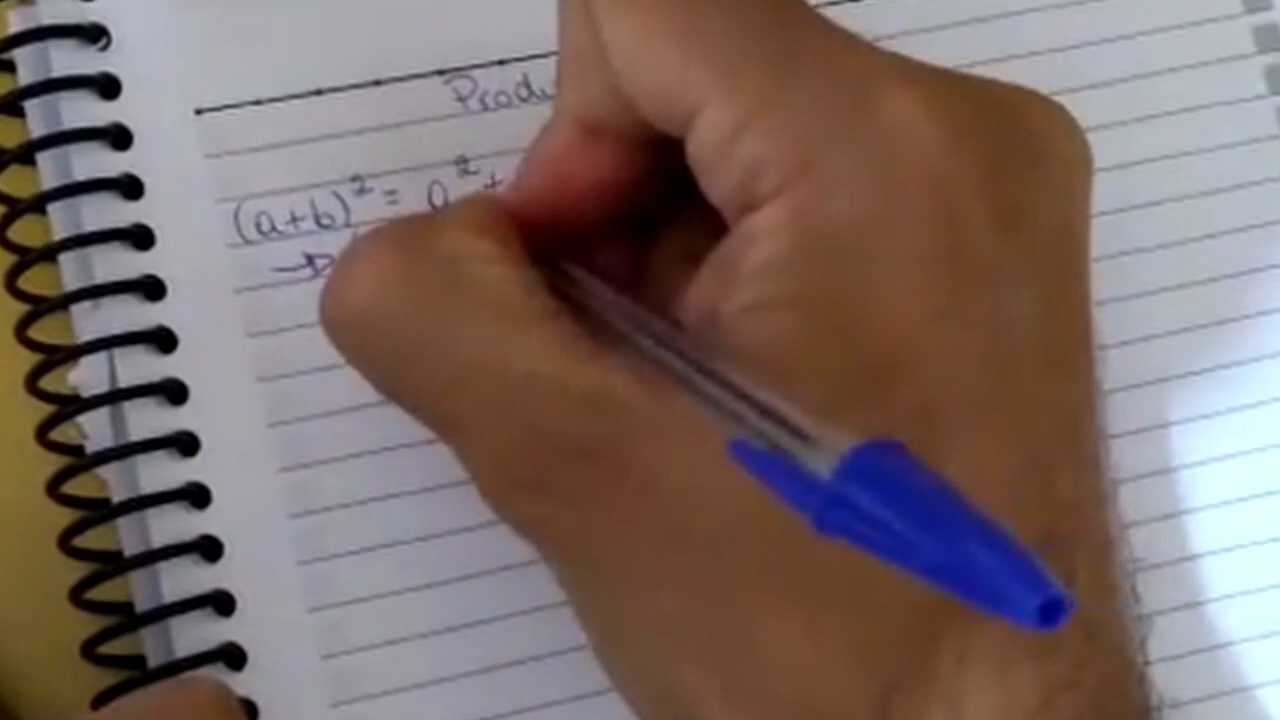 Produ
(a+b)² = a² +
→